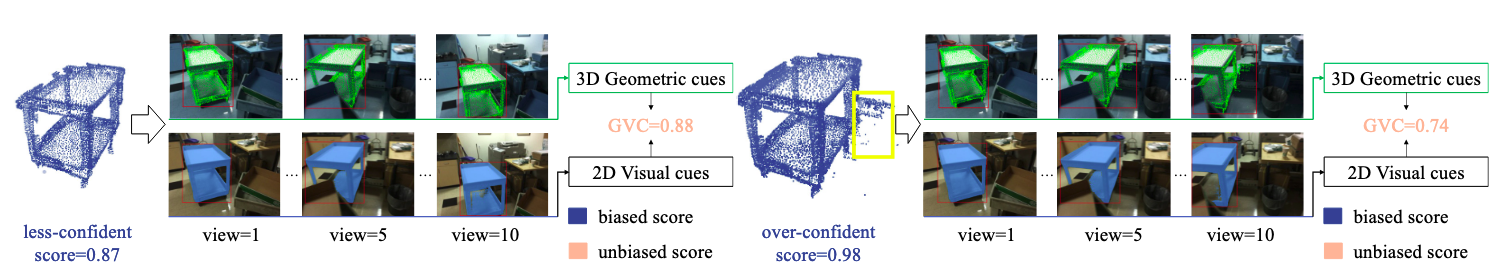 less-confident
score=0.87
... ...
... ...
view=1 view=5 view=10
3D Geometric cues
GVC=0.88
2D Visual cues
biased score
unbiased score
over-confident
score=0.98
... ...
... ...
view=1 view=5 view=10
3D Geometric cues
GVC=0.74
2D Visual cues
biased score
unbiased score